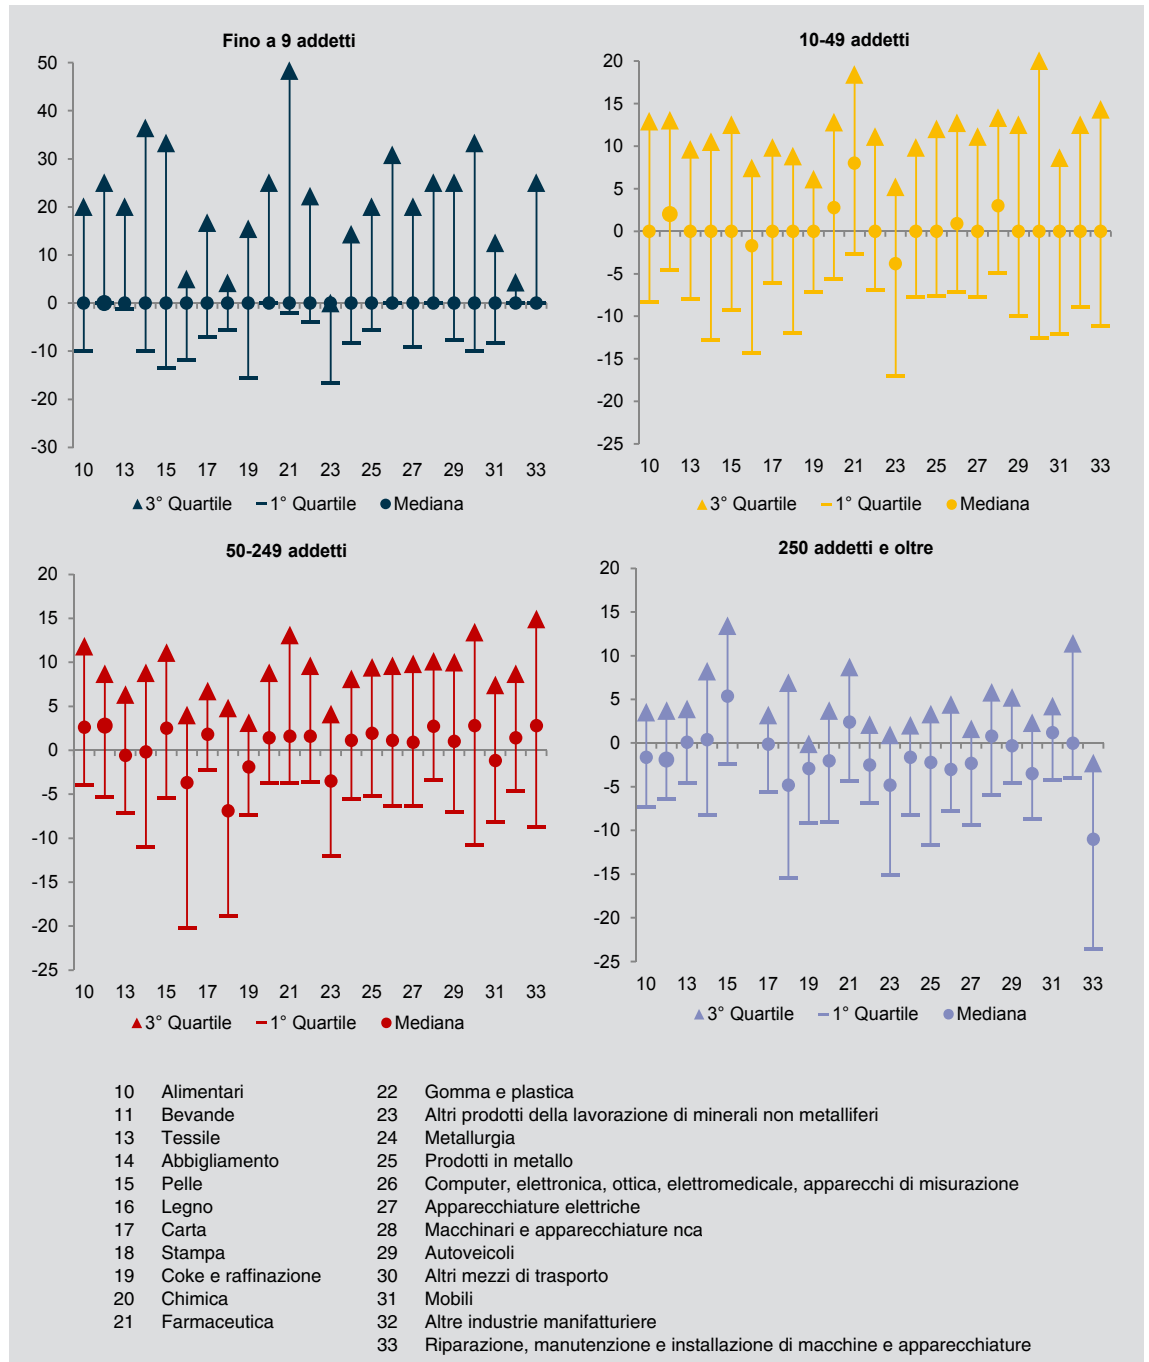 Fino a 9 addetti
50
40
30
20
10
0
-10
-20
-30
10 13 15 17 19 21 23 25 27 29 31 33
3° Quartile 1° Quartile Mediana
10-49 addetti
20
15
10
5
0
-5
-10
-15
-20
-25
10 13 15 17 19 21 23 25 27 29 31 33
3° Quartile 1° Quartile Mediana
50-249 addetti
20
15
10
5
0
-5
-10
-15
-20
-25
10 13 15 17 19 21 23 25 27 29 31 33
3° Quartile 1° Quartile Mediana
250 addetti e oltre
20
15
10
5
0
-5
-10
-15
-20
-25
10 13 15 17 19 21 23 25 27 29 31 33
3° Quartile 1° Quartile Mediana
10 Alimentari
11 Bevande
13 Tessile
14 Abbigliamento
15 Pelle
16 Legno
17 Carta
18 Stampa
19 Coke e raffinazione
20 Chimica
21 Farmaceutica
22 Gomma e plastica
23 Altri prodotti della lavorazione di minerali non metalliferi
24 Metallurgia
25 Prodotti in metallo
26 Computer, elettronica, ottica, elettromedicale, apparecchi di misurazione
27 Apparecchiature elettriche
28 Macchinari e apparecchiature nca
29 Autoveicoli
30 Altri mezzi di trasporto
31 Mobili
32 Altre industrie manifatturiere
33 Riparazione, manutenzione e installazione di macchine e apparecchiature